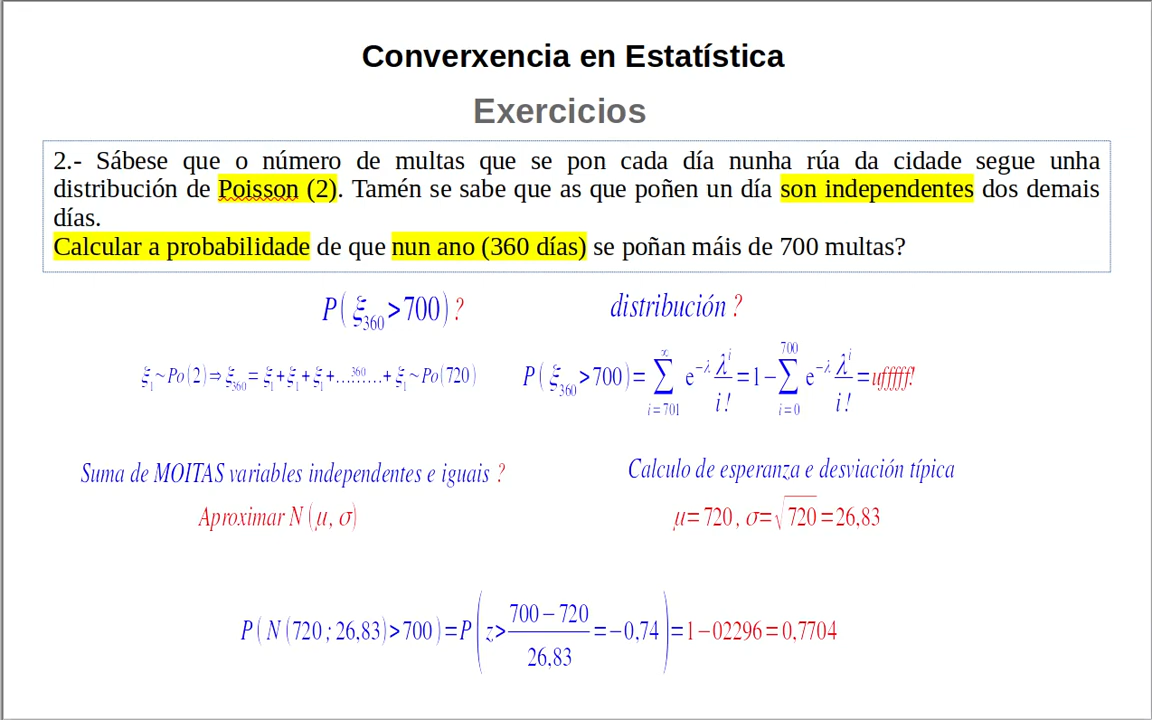 Converxencia en Estatística
Exercicios
2.- Sábese que o número de multas que se pon cada día nunha rúa da cidade segue unha
distribución de Poisson (2). Tamén se sabe que as que poñen un día son independentes dos demais
días.
Calcular a probabilidade de que nun ano (360 días) se poñan máis de 700 multas?
P(ξ₃₆₀>700)? distribución ?
ξ₁~Po(2)⇒ξ₃₆₀=ξ₁+ξ₁+ξ₁+....³⁶⁰.....+ξ₁~Po(720) P(ξ₃₆₀>700)=∑_{i=701}^{∞} e^{−λ} λ^i/i! =1−∑_{i=0}^{700} e^{−λ} λ^i/i! =ufffff!
Suma de MOITAS variables independentes e iguais ? Calculo de esperanza e desviación típica
Aproximar N(μ, σ) μ=720, σ=√720=26,83
P(N(720;26,83)>700)=P(z>(700−720)/26,83=−0,74)=1−02296=0,7704